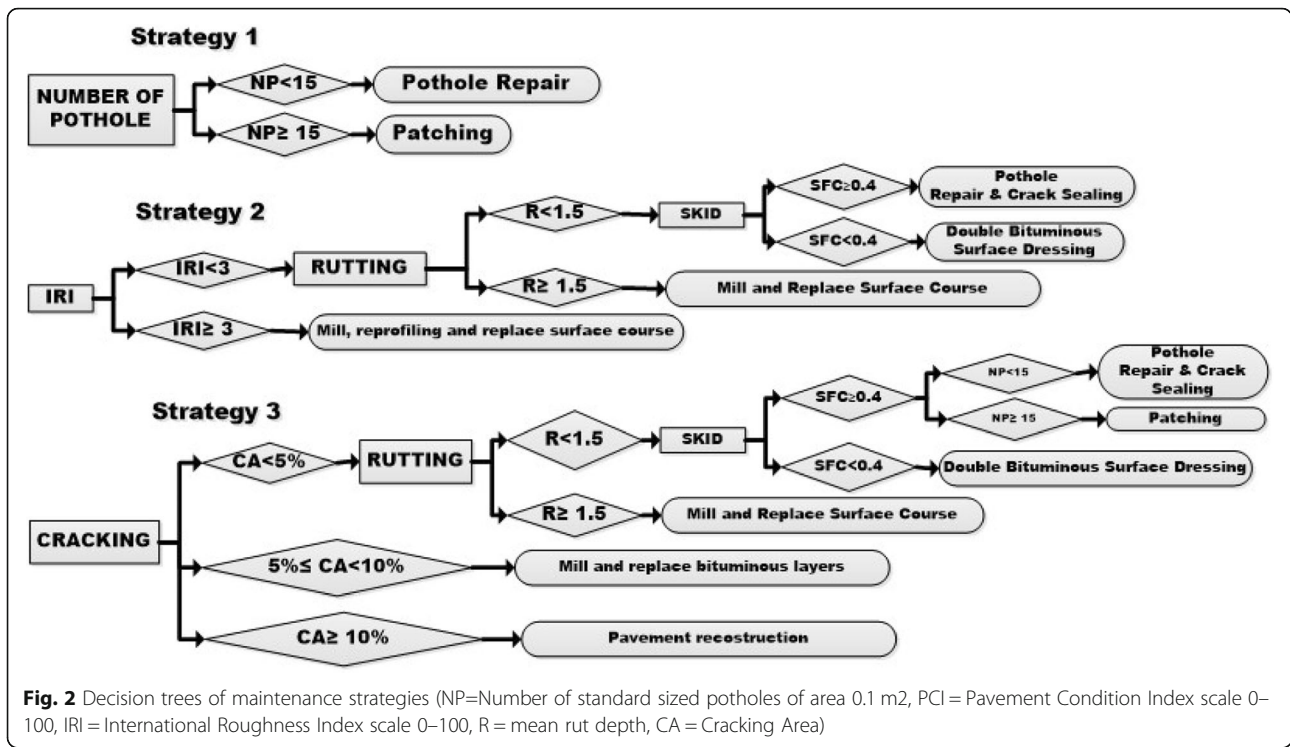 Strategy 1
NUMBER OF
POTHOLE
NP<15
Pothole Repair
NP≥ 15
Patching
Strategy 2
IRI
IRI<3
RUTTING
R<1.5
SKID
SFC≥0.4
Pothole
Repair & Crack Sealing
SFC<0.4
Double Bituminous
Surface Dressing
R≥ 1.5
Mill and Replace Surface Course
IRI≥ 3
Mill, reprofiling and replace surface course
Strategy 3
CRACKING
CA<5%
RUTTING
R<1.5
SKID
SFC≥0.4
NP<15
Pothole
Repair & Crack
Sealing
NP≥ 15
Patching
SFC<0.4
Double Bituminous Surface Dressing
R≥ 1.5
Mill and Replace Surface Course
5%≤ CA<10%
Mill and replace bituminous layers
CA≥ 10%
Pavement recostruction
Fig. 2 Decision trees of maintenance strategies (NP=Number of standard sized potholes of area 0.1 m2, PCI = Pavement Condition Index scale 0–
100, IRI = International Roughness Index scale 0–100, R = mean rut depth, CA = Cracking Area)